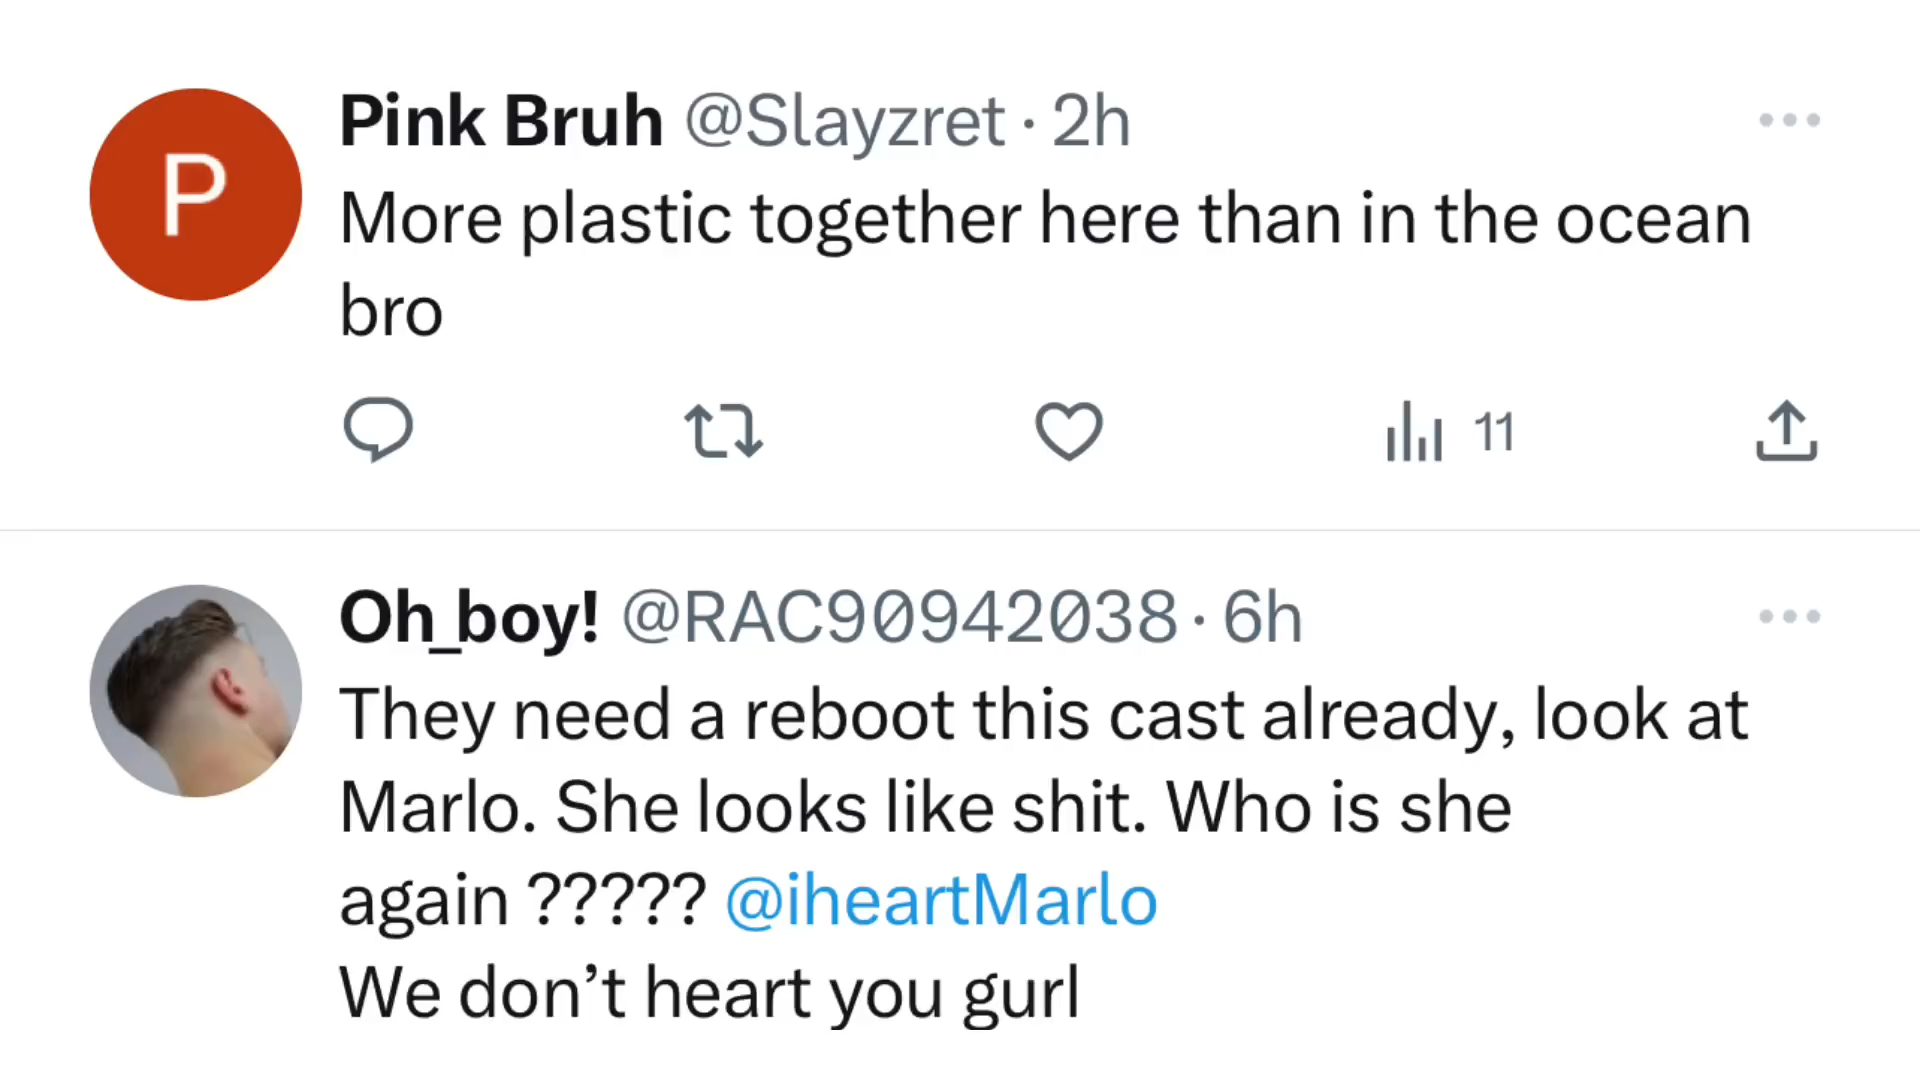 P
Pink Bruh @Slayzret · 2h
More plastic together here than in the ocean
bro
11
Oh_boy! @RAC90942038 · 6h
They need a reboot this cast already, look at
Marlo. She looks like shit. Who is she
again ????? @iheartMarlo
We don’t heart you gurl